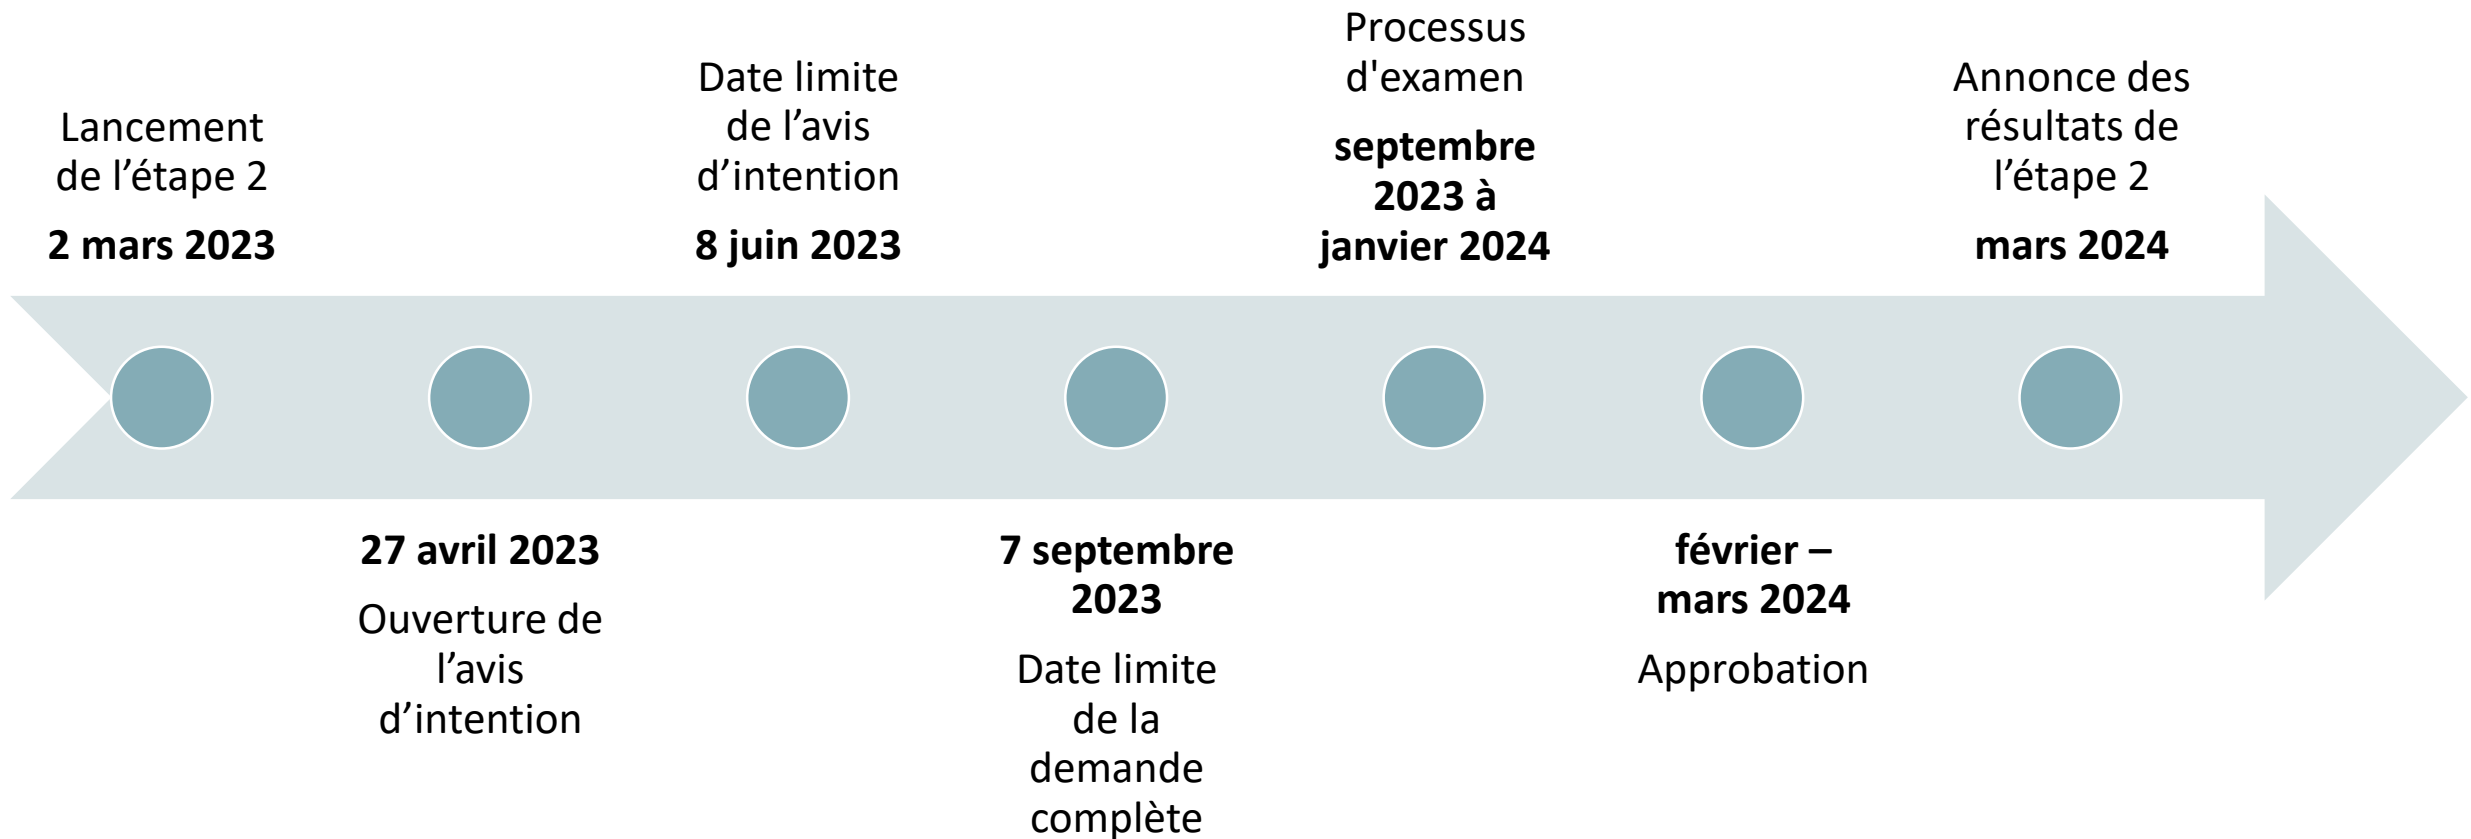 Lancement
de l’étape 2
2 mars 2023
27 avril 2023
Ouverture de
l’avis
d’intention
Date limite
de l’avis
d’intention
8 juin 2023
7 septembre
2023
Date limite
de la
demande
complète
Processus
d'examen
septembre
2023 à
janvier 2024
février –
mars 2024
Approbation
Annonce des
résultats de
l’étape 2
mars 2024